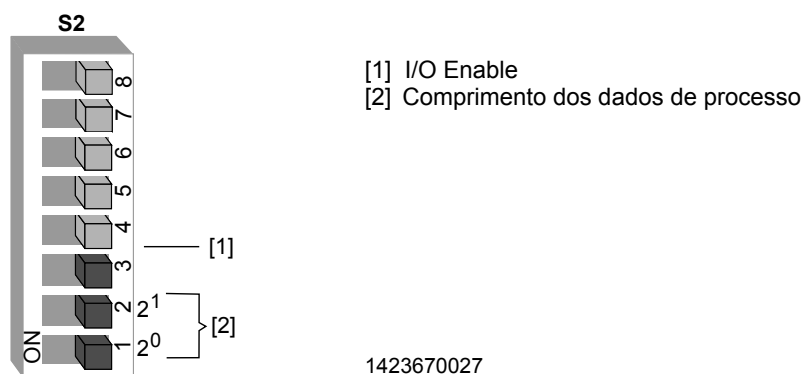 S2
[1] I/O Enable
[2] Comprimento dos dados de processo
8
7
6
5
4
[1]
3
2 2¹
[2]
1 2⁰
ON
1423670027